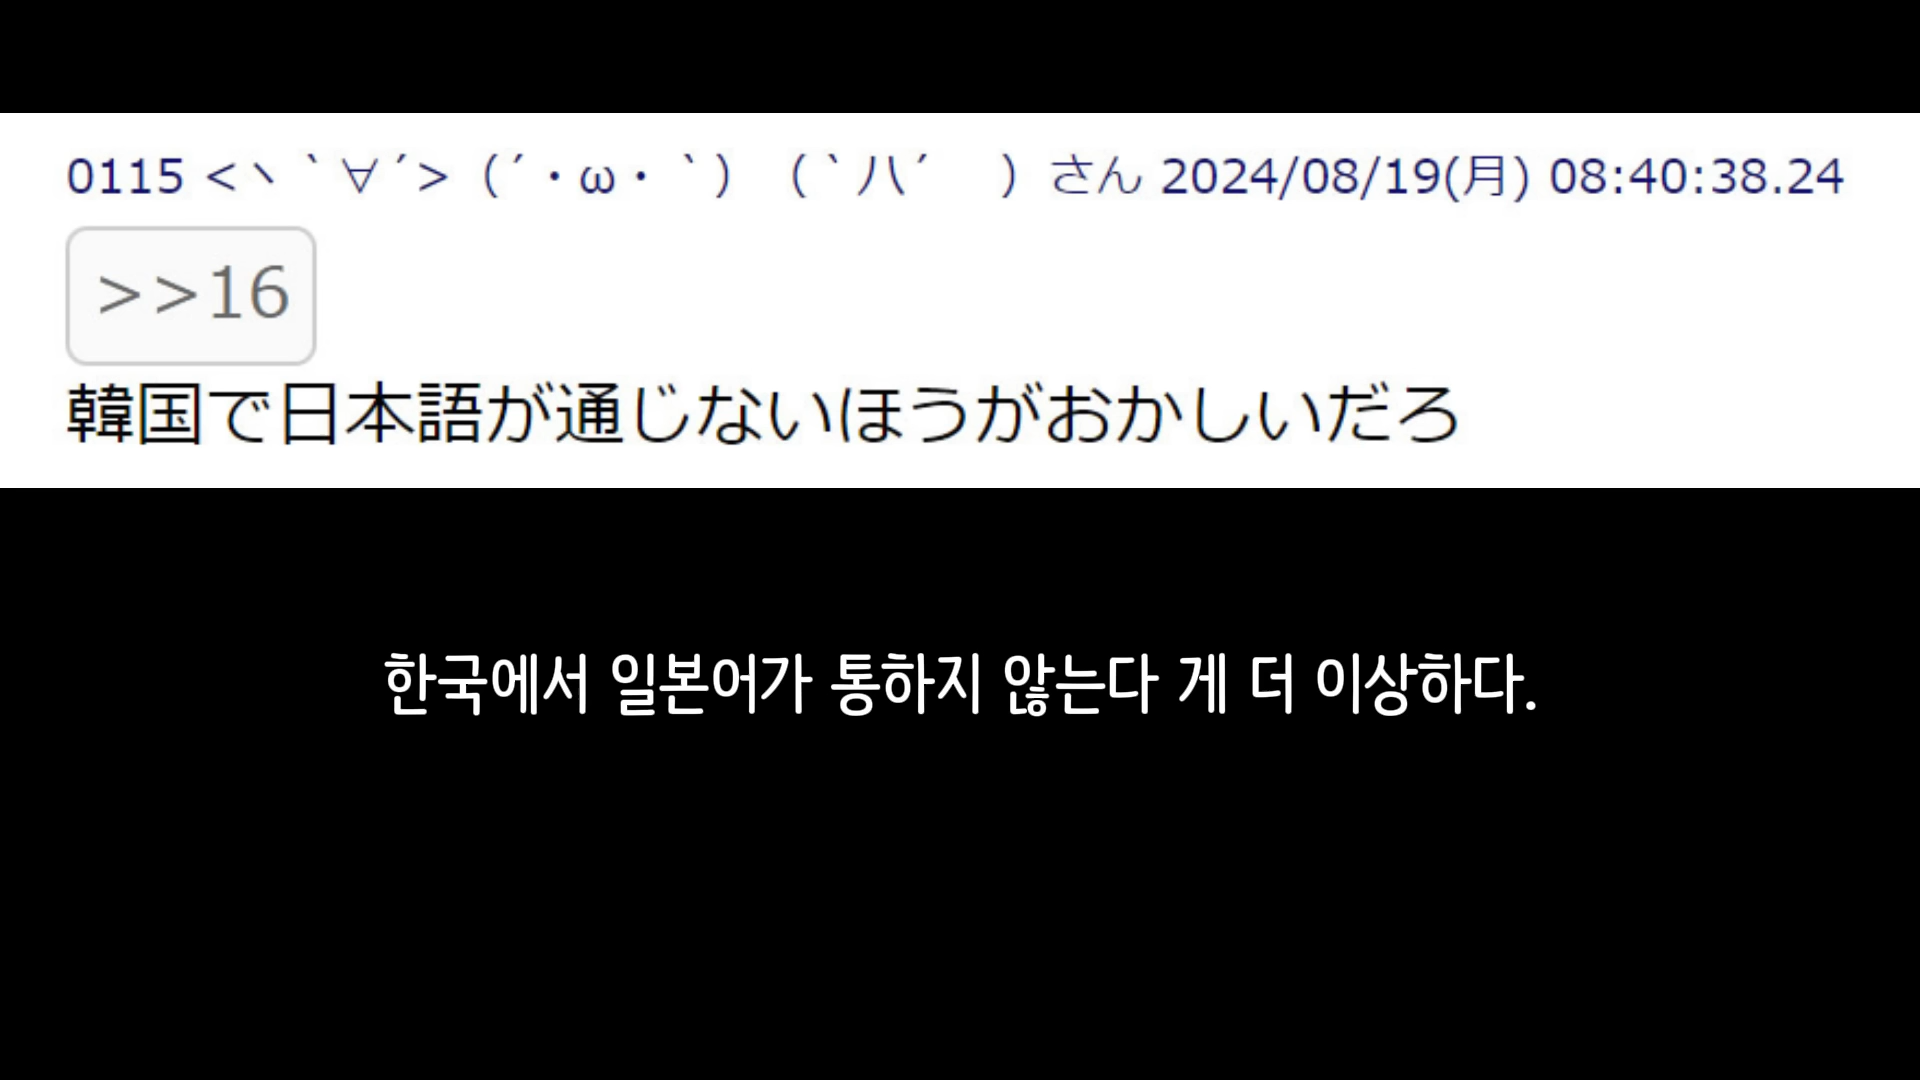 0115 <ヽ｀∀´>（´・ω・｀）（｀八´　）さん 2024/08/19(月) 08:40:38.24
>>16
韓国で日本語が通じないほうがおかしいだろ
한국에서 일본어가 통하지 않는다 게 더 이상하다.